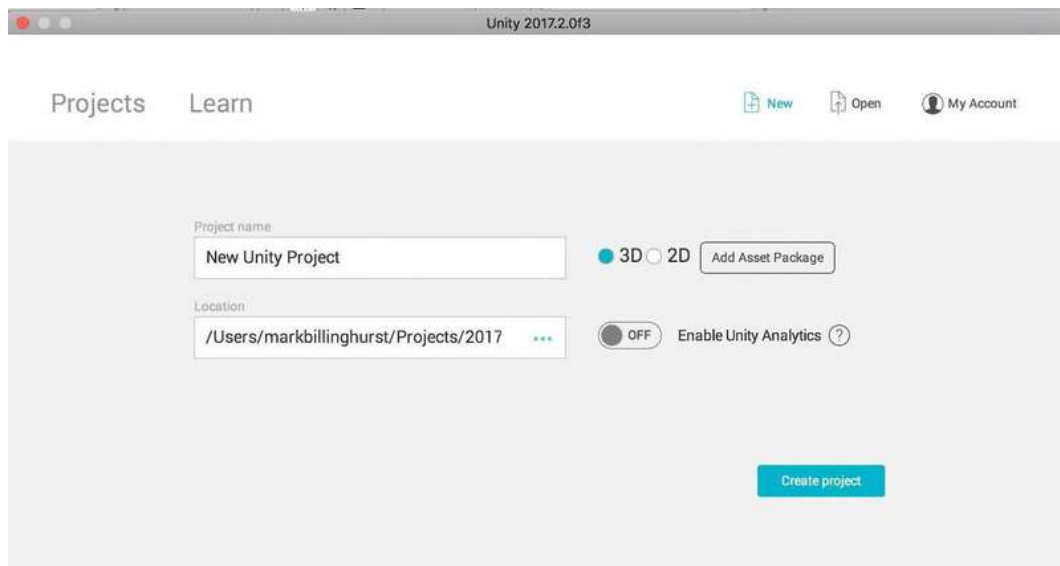 Unity 2017.2.0f3
Projects Learn New Open My Account
Project name
New Unity Project 3D 2D Add Asset Package
Location
/Users/markbillinghurst/Projects/2017 ••• OFF Enable Unity Analytics ?
Create project